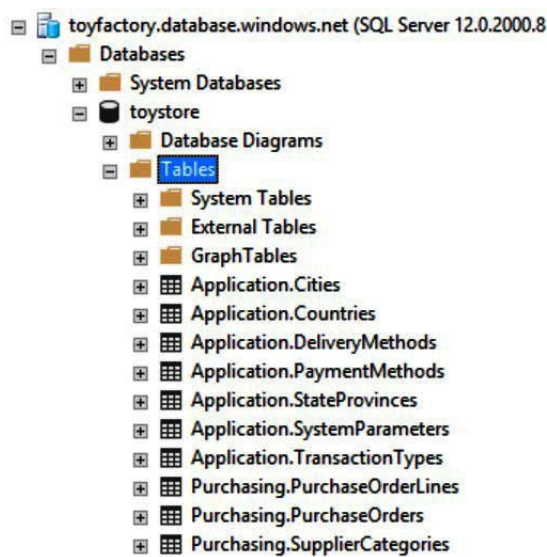 toyfactory.database.windows.net (SQL Server 12.0.2000.8
Databases
System Databases
toystore
Database Diagrams
Tables
System Tables
External Tables
GraphTables
Application.Cities
Application.Countries
Application.DeliveryMethods
Application.PaymentMethods
Application.StateProvinces
Application.SystemParameters
Application.TransactionTypes
Purchasing.PurchaseOrderLines
Purchasing.PurchaseOrders
Purchasing.SupplierCategories